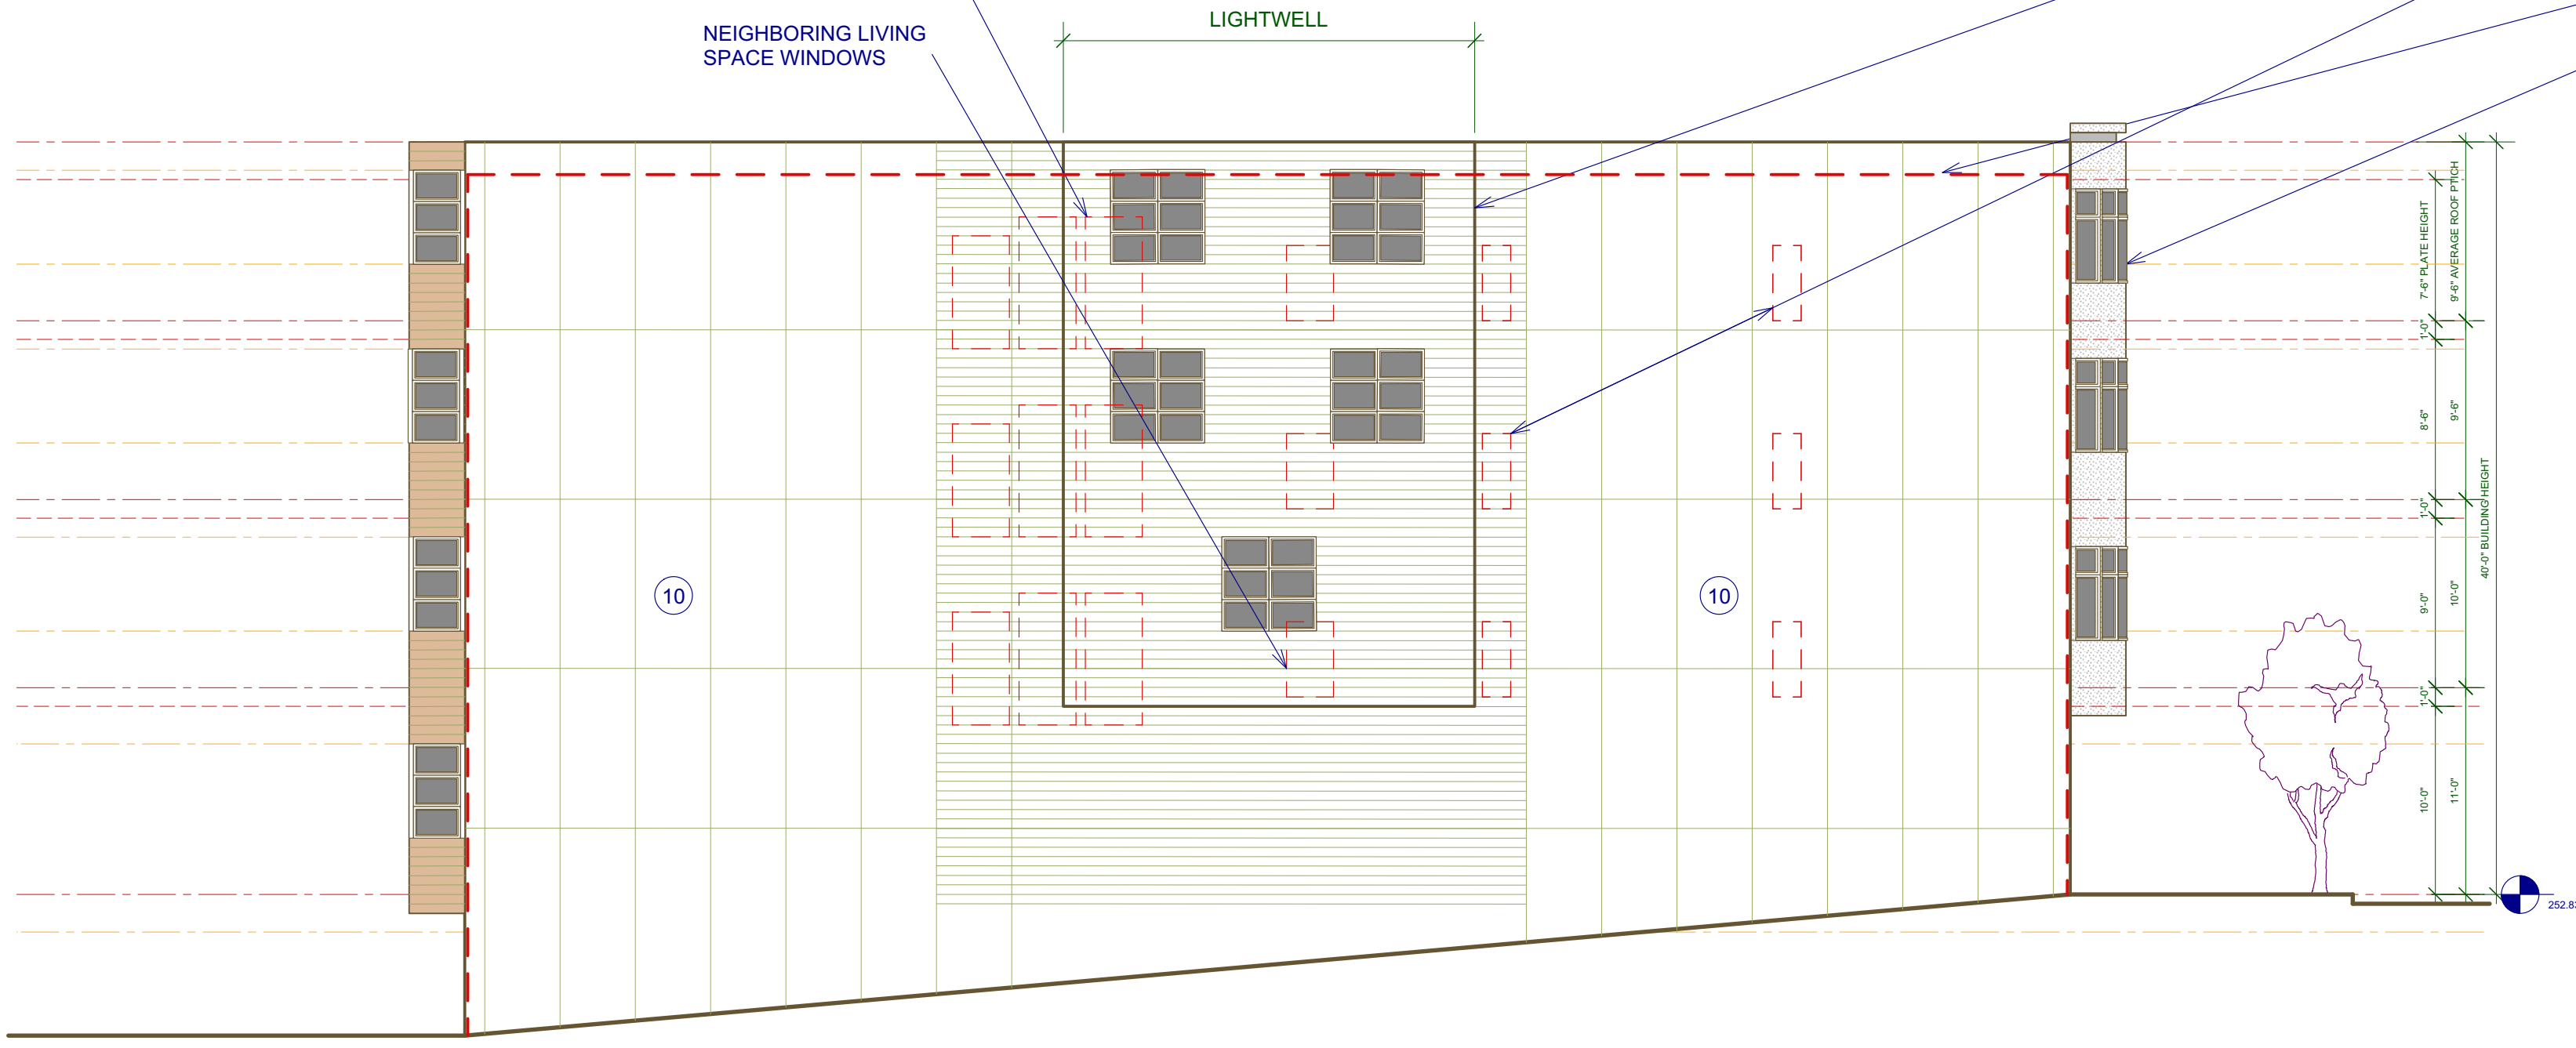 LIGHTWELL
NEIGHBORING LIVING
SPACE WINDOWS
7'-6" PLATE HEIGHT
9'-6" AVERAGE ROOF PTICH
1'-0"
8'-6"
9'-6"
1'-0"
40'-0" BUILDING HEIGHT
9'-0"
10'-0"
1'-0"
10'-0"
11'-0"
10
10